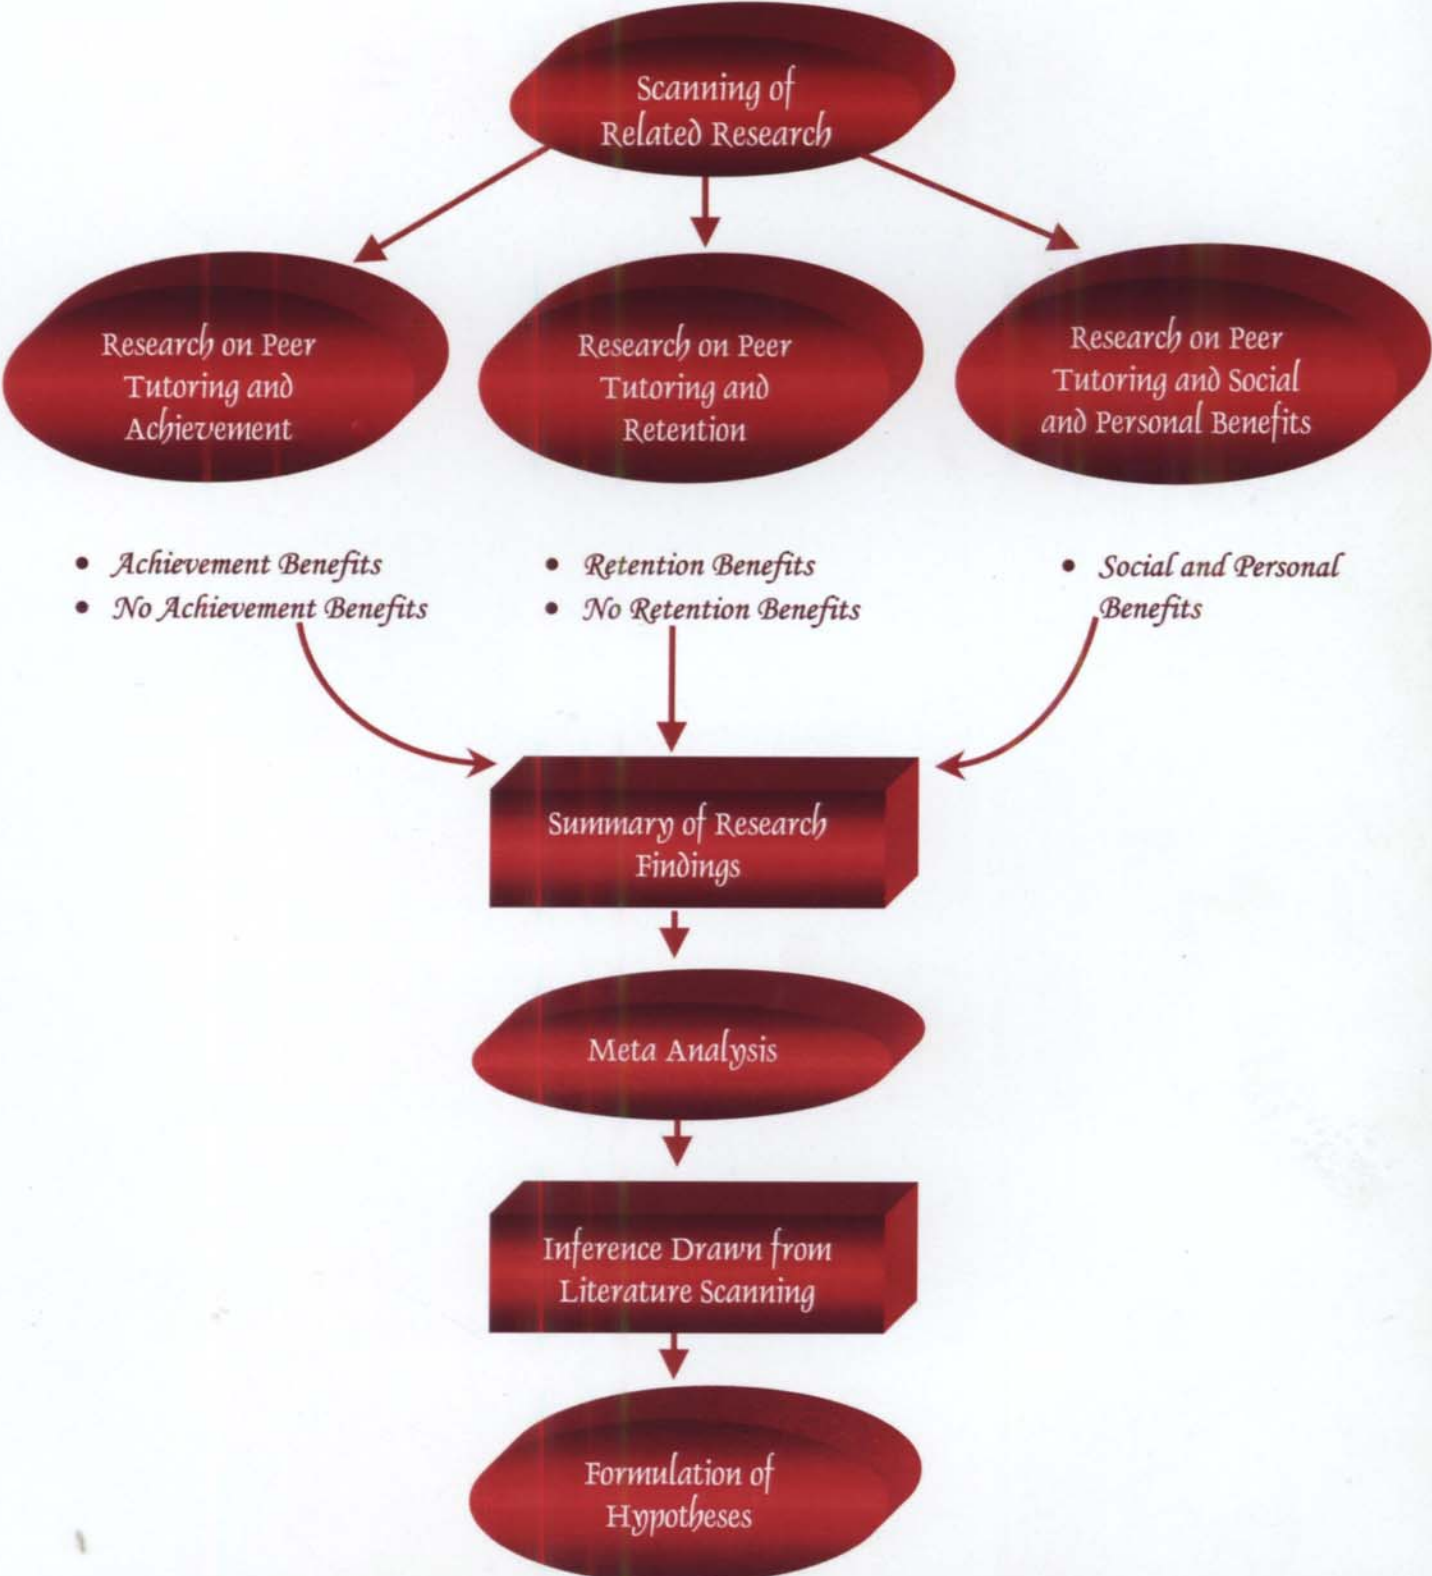 Scanning of
Related Research
Research on Peer
Tutoring and
Achievement
Research on Peer
Tutoring and
Retention
Research on Peer
Tutoring and Social
and Personal Benefits
• Achievement Benefits
• No Achievement Benefits
• Retention Benefits
• No Retention Benefits
• Social and Personal
Benefits
Summary of Research
Findings
Meta Analysis
Inference Drawn from
Literature Scanning
Formulation of
Hypotheses